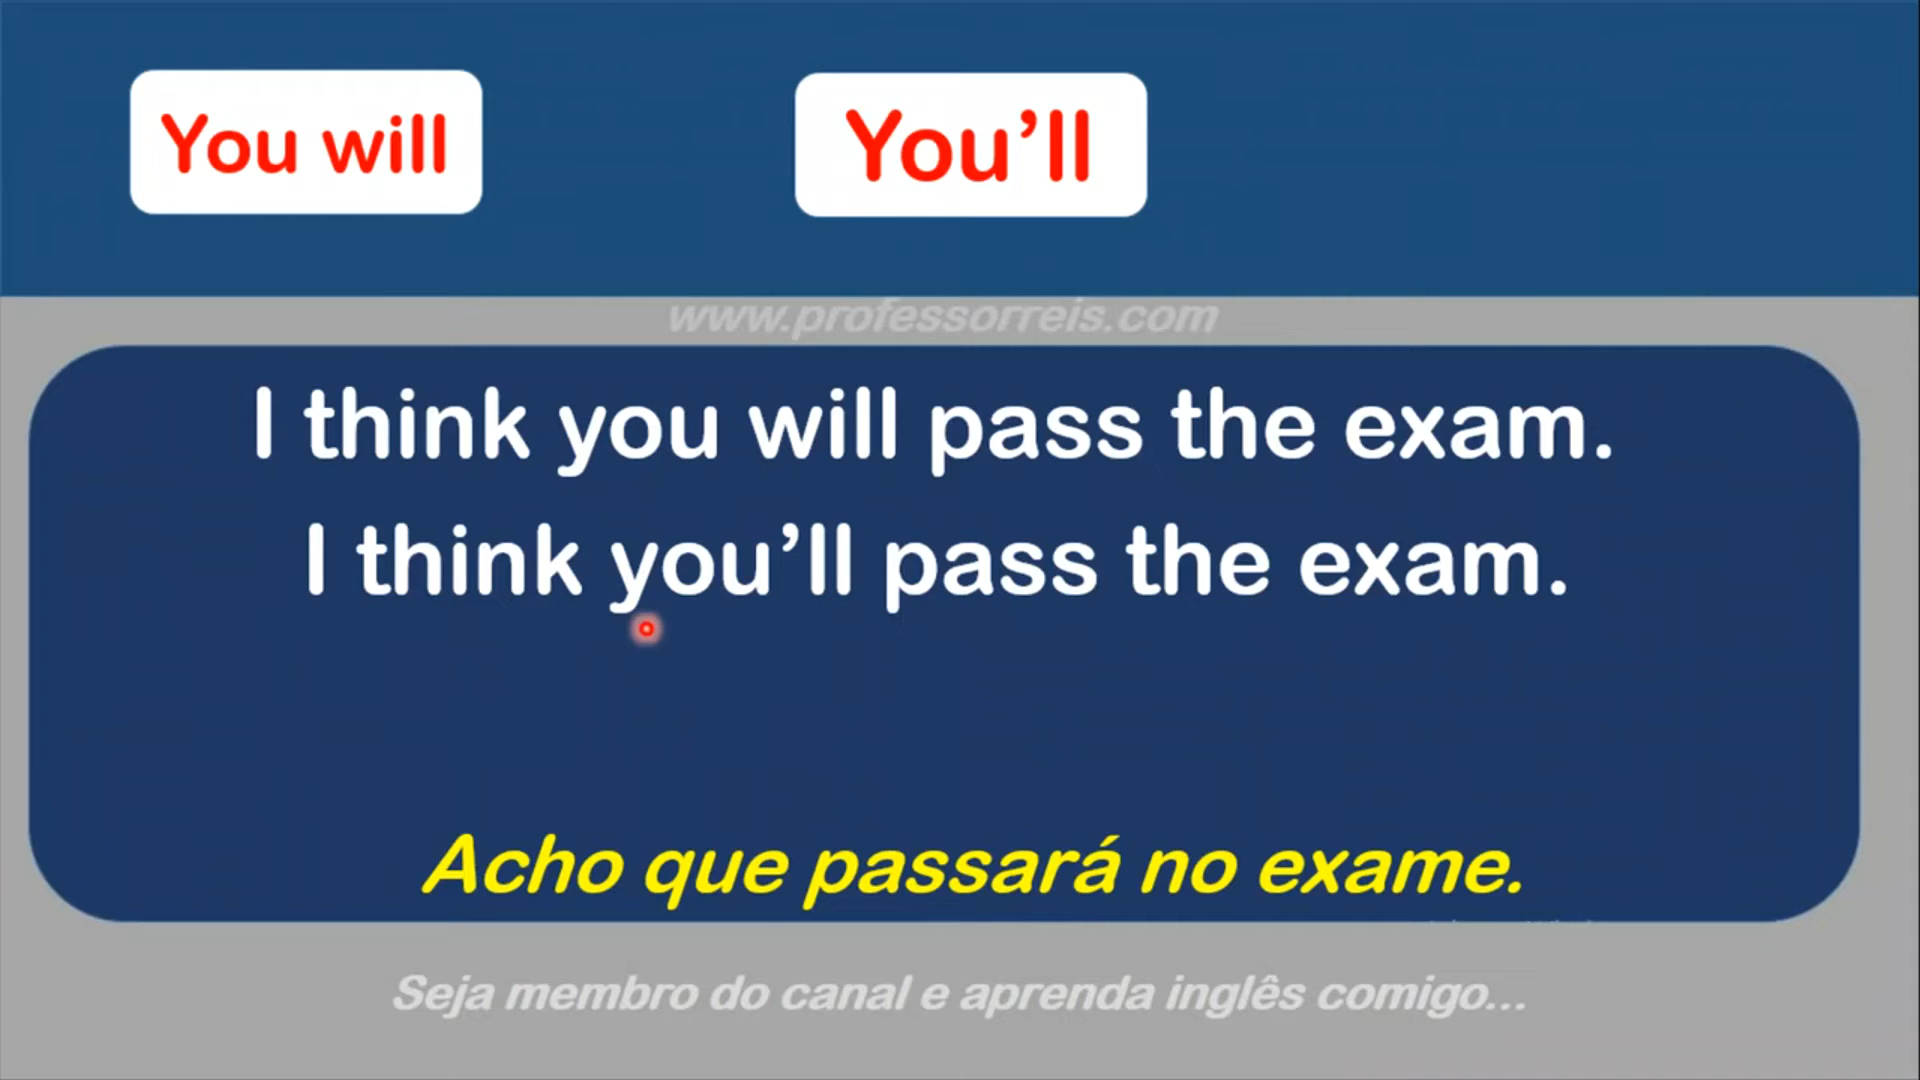 You will
You’ll
www.professorreis.com
I think you will pass the exam.
I think you’ll pass the exam.
Acho que passará no exame.
Seja membro do canal e aprenda inglês comigo...